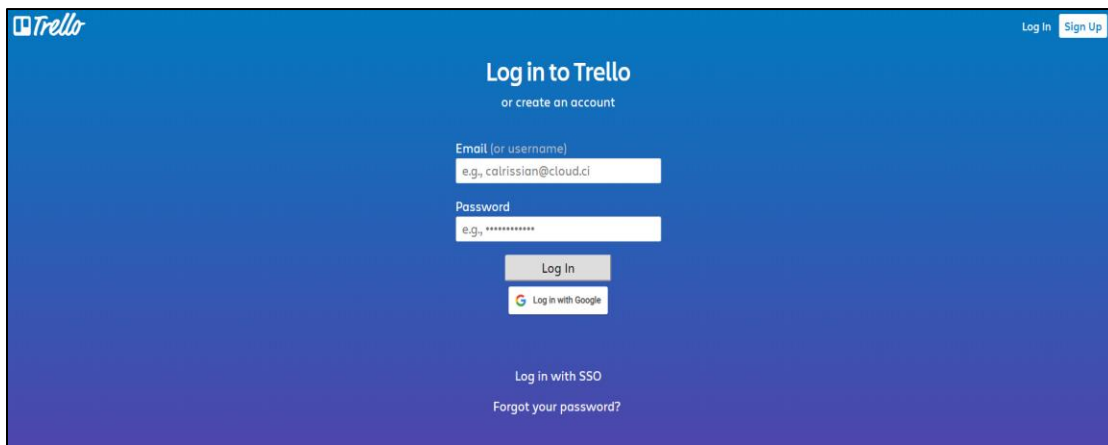 Trello
Log In Sign Up
Log in to Trello
or create an account
Email (or username)
e.g., calrissian@cloud.ci
Password
e.g., ••••••••••••
Log In
Log in with Google
Log in with SSO
Forgot your password?